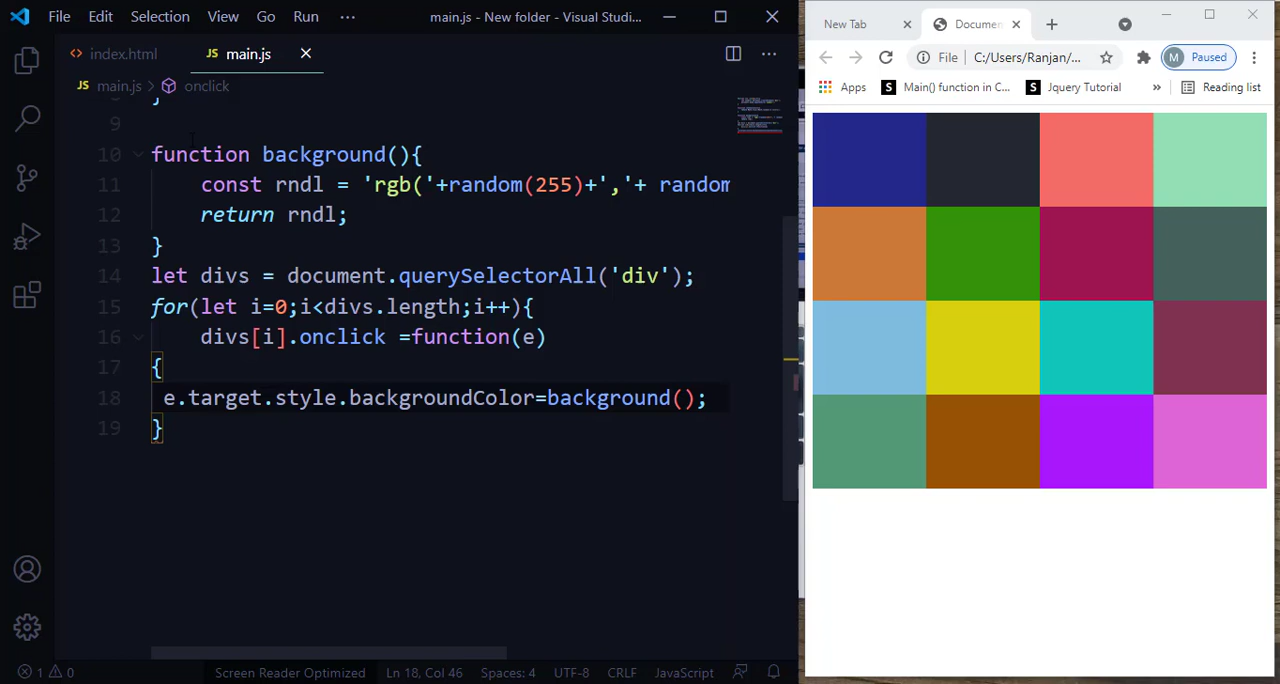 File Edit Selection View Go Run ··· main.js - New folder - Visual Studi...
index.html JS main.js
JS main.js > onclick
9
10 function background(){
11 const rndl = 'rgb('+random(255)+','+ random
12 return rndl;
13 }
14 let divs = document.querySelectorAll('div');
15 for(let i=0;i<divs.length;i++){
16 divs[i].onclick =function(e)
17 {
18 e.target.style.backgroundColor=background();
19 }
1 0 Screen Reader Optimized Ln 18, Col 46 Spaces: 4 UTF-8 CRLF JavaScript
New Tab Documen
File C:/Users/Ranjan/... M Paused
Apps S Main() function in C... S Jquery Tutorial » Reading list